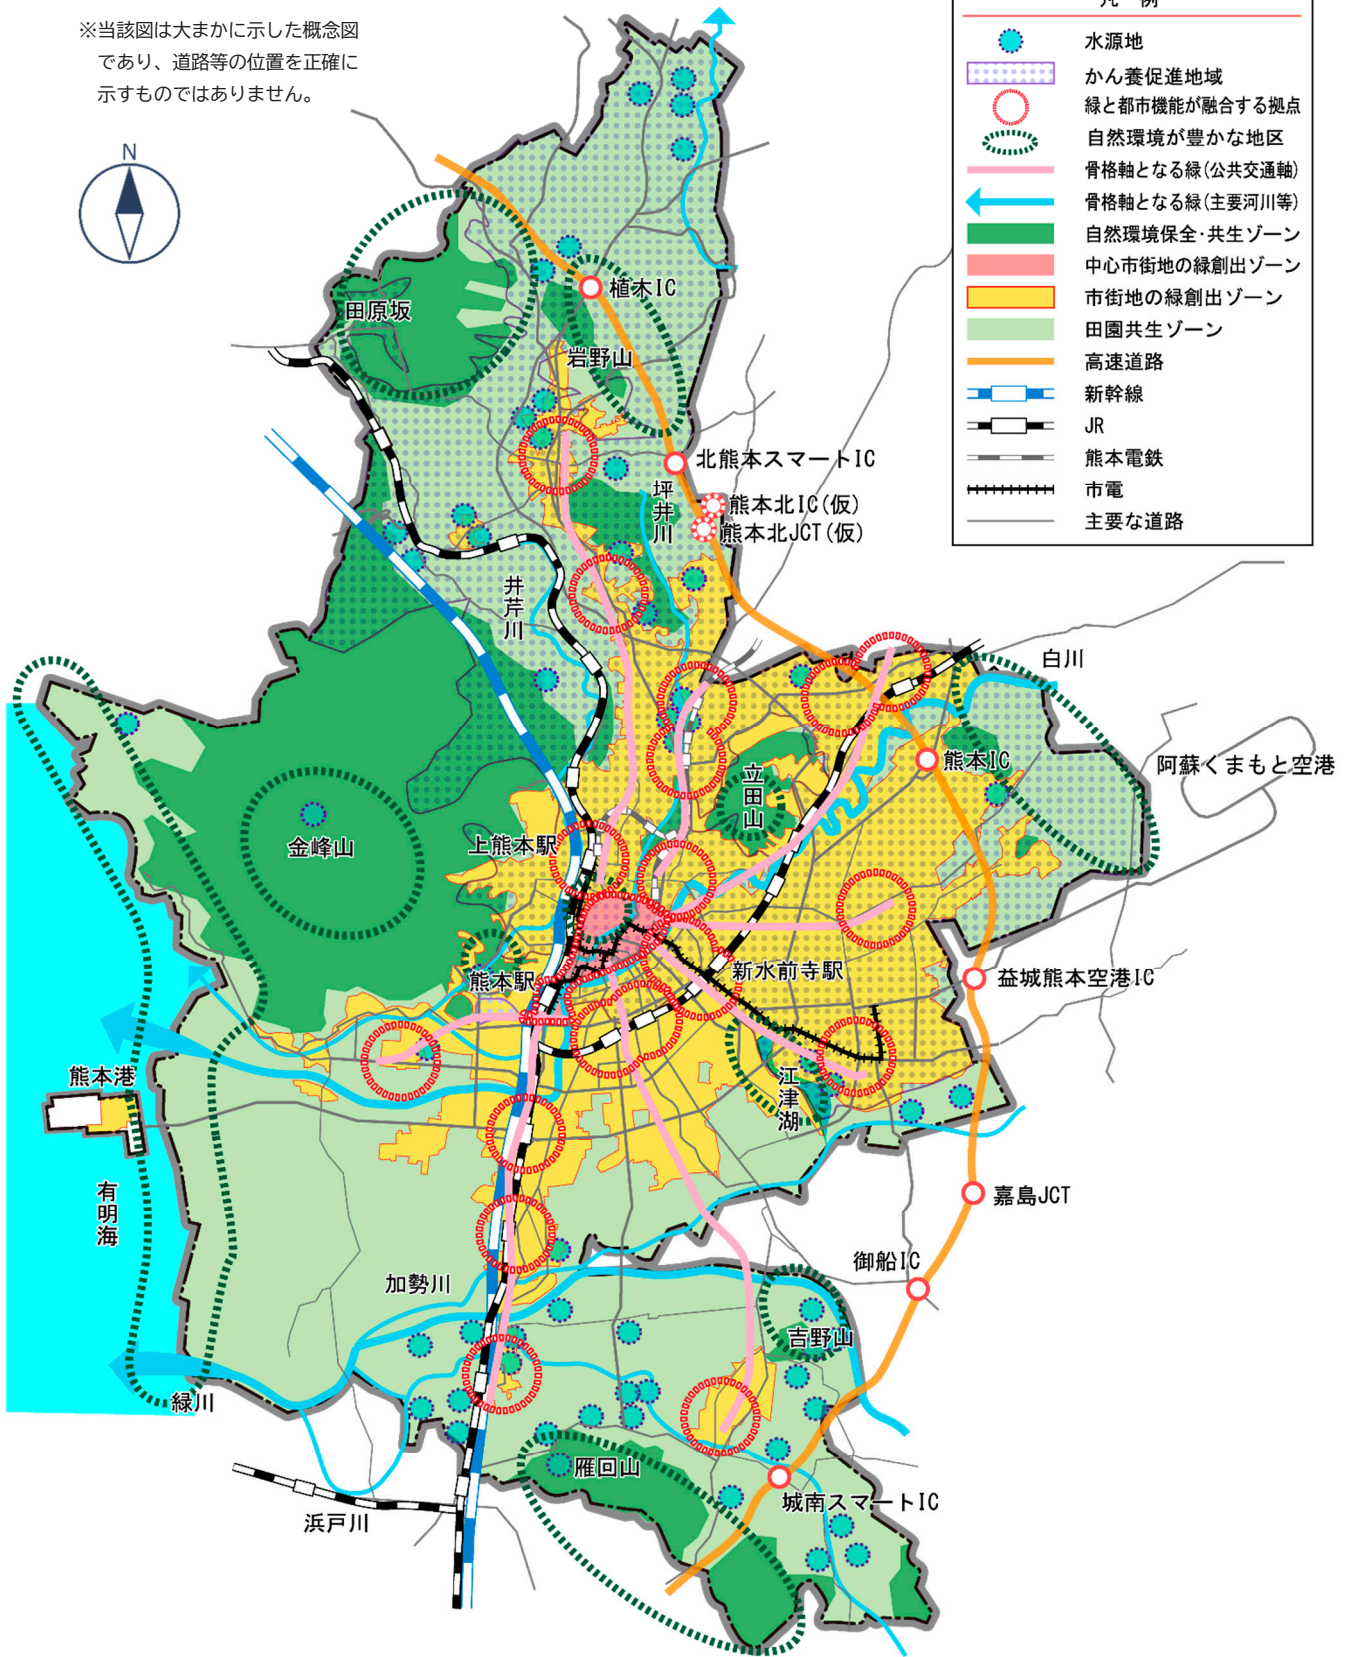 ※当該図は大まかに示した概念図
であり、道路等の位置を正確に
示すものではありません。
N
凡 例
水源地
かん養促進地域
緑と都市機能が融合する拠点
自然環境が豊かな地区
骨格軸となる緑(公共交通軸)
骨格軸となる緑(主要河川等)
自然環境保全・共生ゾーン
中心市街地の緑創出ゾーン
市街地の緑創出ゾーン
田園共生ゾーン
高速道路
新幹線
JR
熊本電鉄
市電
主要な道路
植木IC
田原坂
岩野山
北熊本スマートIC
坪井川
熊本北IC(仮)
熊本北JCT(仮)
井芹川
白川
熊本IC
阿蘇くまもと空港
立田山
金峰山
上熊本駅
新水前寺駅
熊本駅
益城熊本空港IC
熊本港
江津湖
有明海
嘉島JCT
御船IC
加勢川
吉野山
緑川
雁回山
城南スマートIC
浜戸川